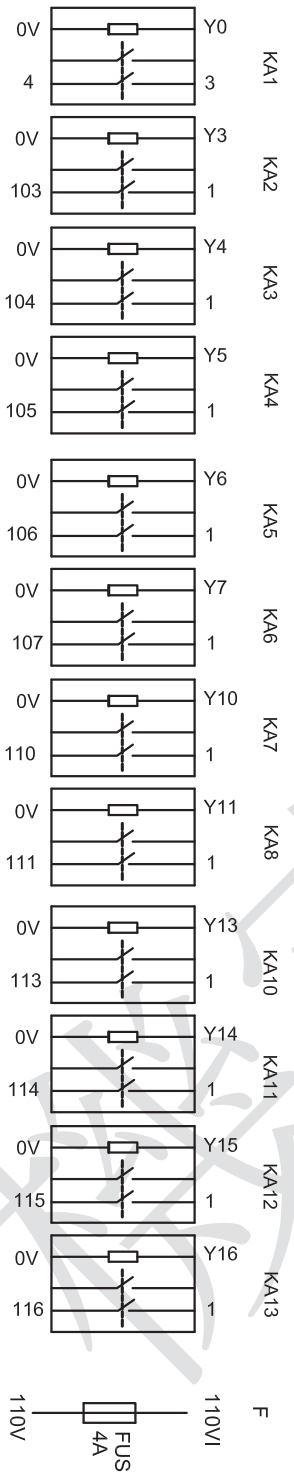 0V Y0 KA1
4 3
0V Y3 KA2
103 1
0V Y4 KA3
104 1
0V Y5 KA4
105 1
0V Y6 KA5
106 1
0V Y7 KA6
107 1
0V Y10 KA7
110 1
0V Y11 KA8
111 1
0V Y13 KA10
113 1
0V Y14 KA11
114 1
0V Y15 KA12
115 1
0V Y16 KA13
116 1
F
110VI
FUS
4A
110V